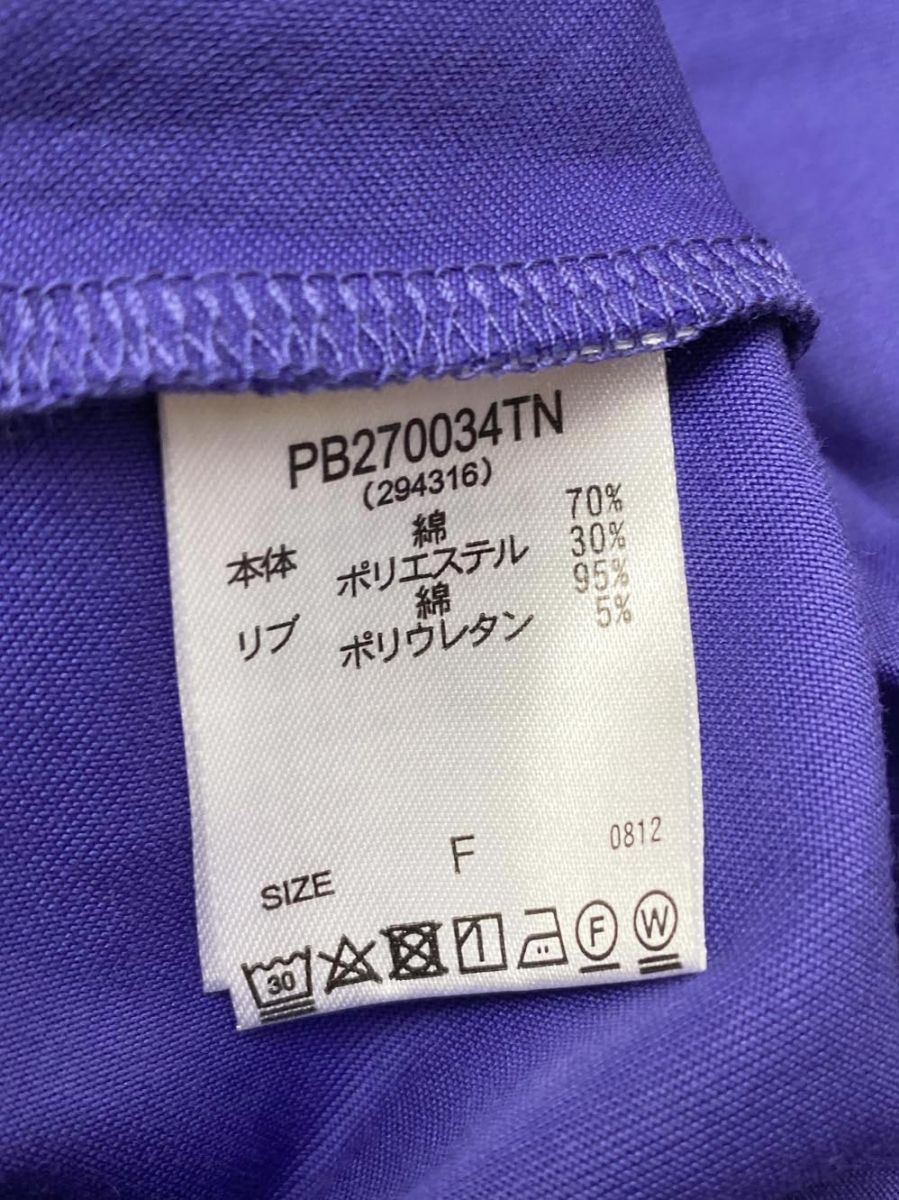 PB270034TN
(294316)
本体 綿 70%
ポリエステル 30%
リブ 綿 95%
ポリウレタン 5%
SIZE F 0812
30 F W